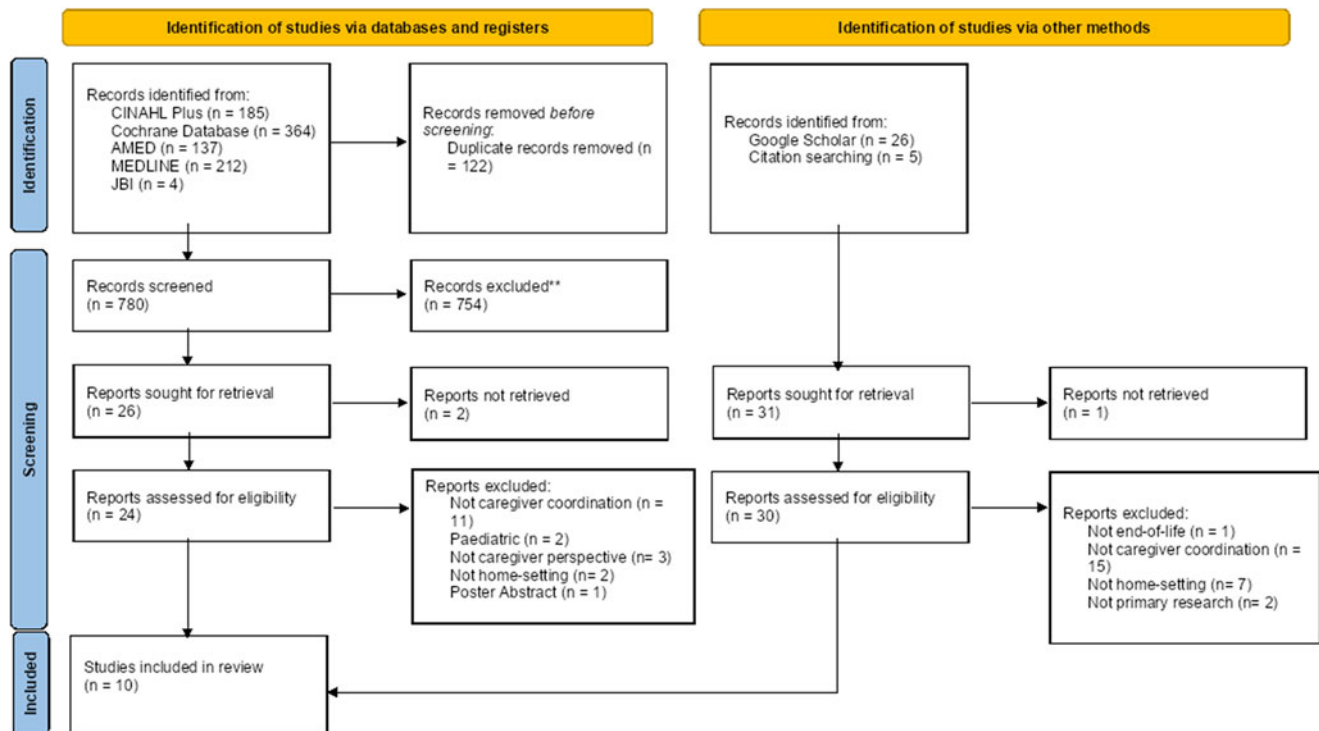 Identification of studies via databases and registers
Identification of studies via other methods
Identification
Records identified from:
CINAHL Plus (n = 185)
Cochrane Database (n = 364)
AMED (n = 137)
MEDLINE (n = 212)
JBI (n = 4)
Records removed before
screening:
Duplicate records removed (n
= 122)
Records identified from:
Google Scholar (n = 26)
Citation searching (n = 5)
Screening
Records screened
(n = 780)
Records excluded**
(n = 754)
Reports sought for retrieval
(n = 26)
Reports not retrieved
(n = 2)
Reports sought for retrieval
(n = 31)
Reports not retrieved
(n = 1)
Reports assessed for eligibility
(n = 24)
Reports excluded:
Not caregiver coordination (n =
11)
Paediatric (n = 2)
Not caregiver perspective (n= 3)
Not home-setting (n= 2)
Poster Abstract (n = 1)
Reports assessed for eligibility
(n = 30)
Reports excluded:
Not end-of-life (n = 1)
Not caregiver coordination (n =
15)
Not home-setting (n= 7)
Not primary research (n= 2)
Included
Studies included in review
(n = 10)